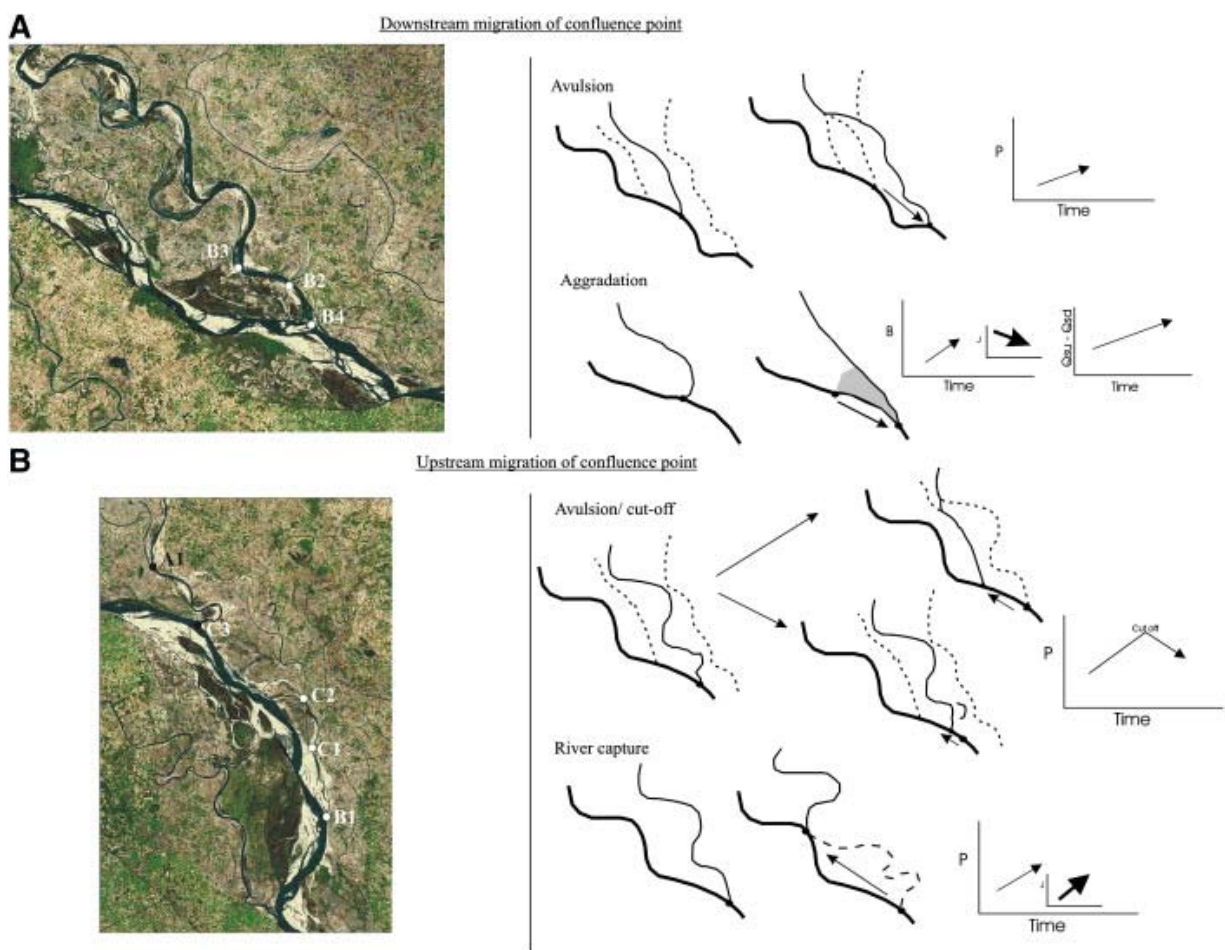 A
Downstream migration of confluence point
B3
B2
B4
Avulsion
P
Time
Aggradation
B
J
Time
Qsu - Qsd
Time
B
Upstream migration of confluence point
A1
C3
C2
C1
B1
Avulsion/ cut-off
P
Cut off
Time
River capture
P
J
Time